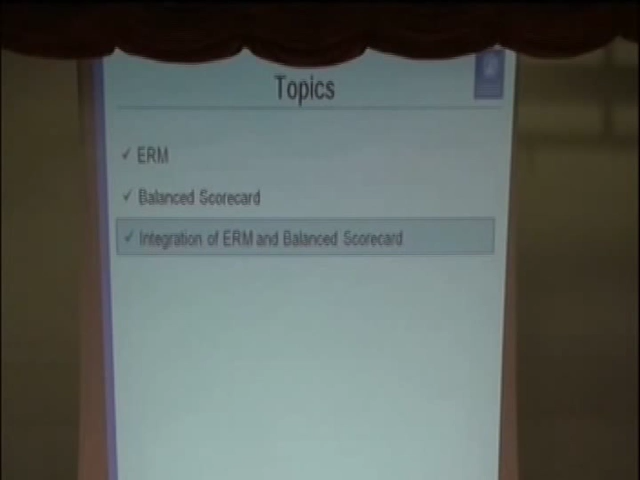 Topics
✓ ERM
✓ Balanced Scorecard
✓ Integration of ERM and Balanced Scorecard